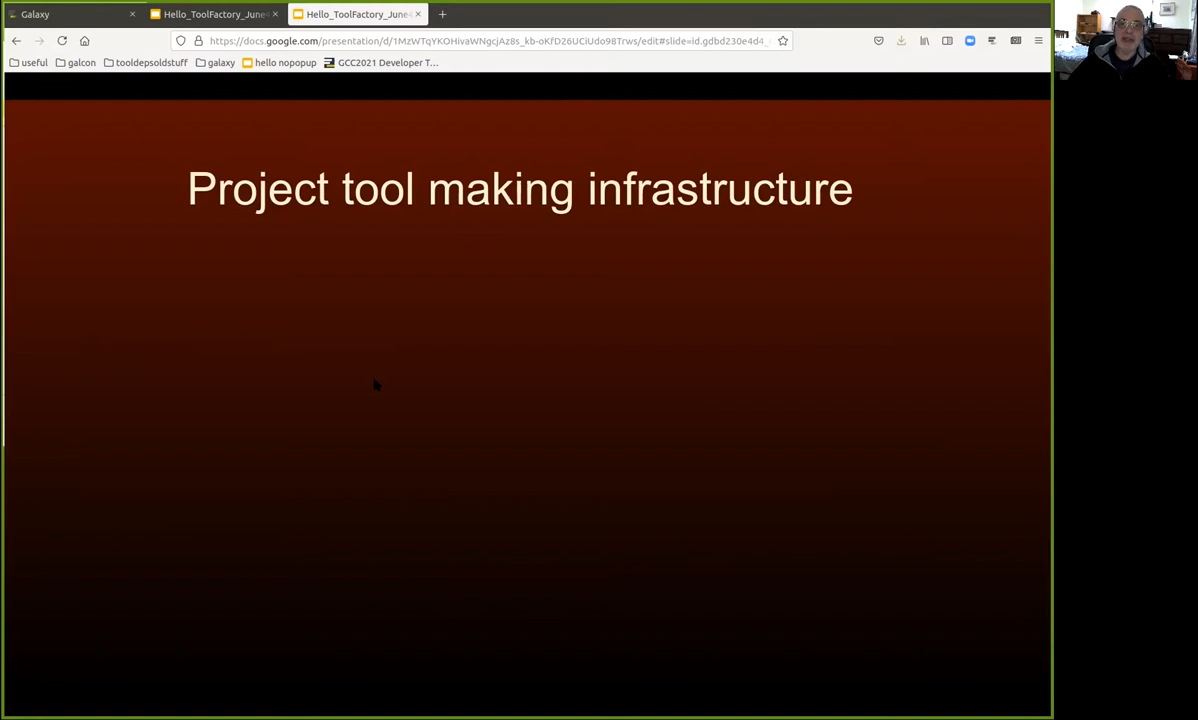 Galaxy
Hello_ToolFactory_June
Hello_ToolFactory_June
https://docs.google.com/presentation/d/1MzWTqYKOHivaWNgcjAz8s_kb-oKfD26UCiUdo98Trws/edit#slide=id.gdbd230e4d4_
useful
galcon
tooldepsoldstuff
galaxy
hello nopopup
GCC2021 Developer T...
Project tool making infrastructure